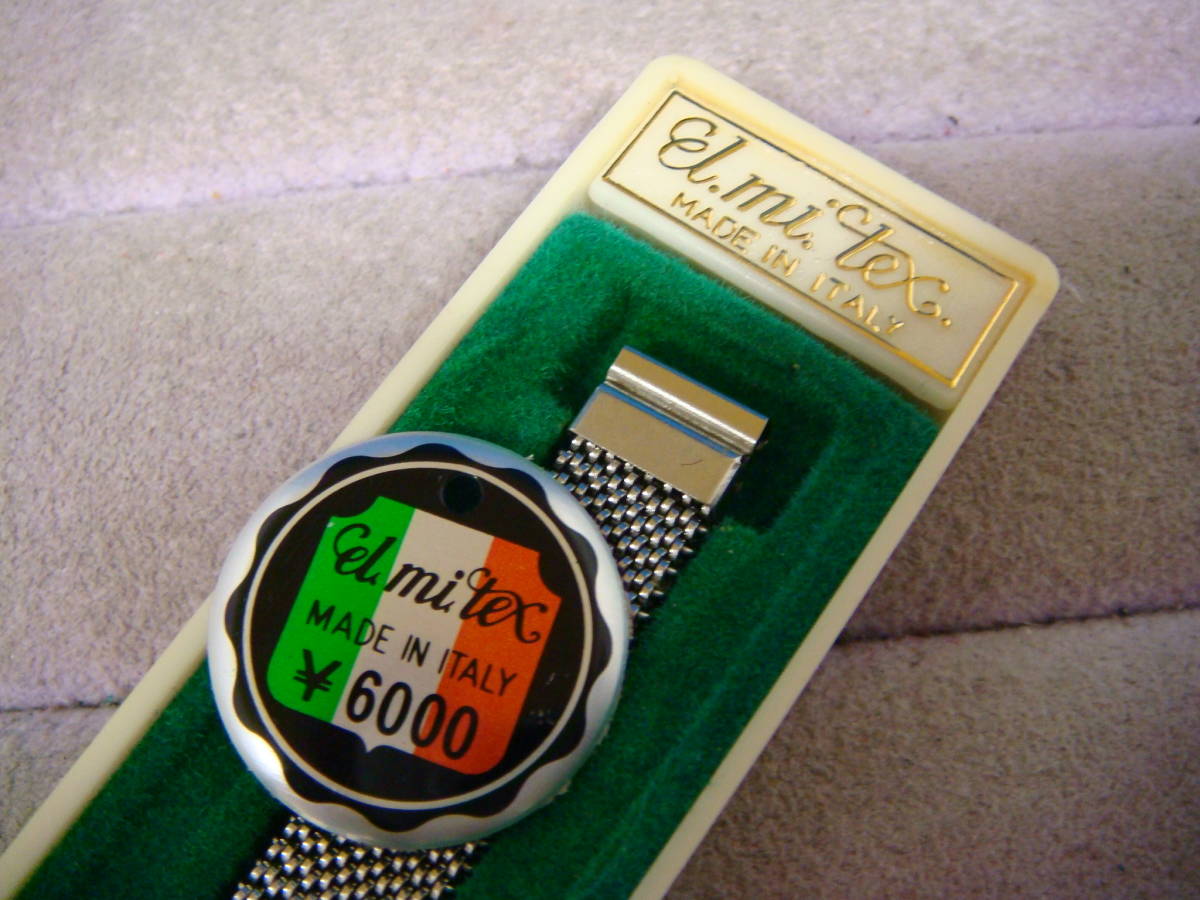 El.mi.tex.
MADE IN ITALY
El.mi.tex
MADE IN ITALY
¥6000